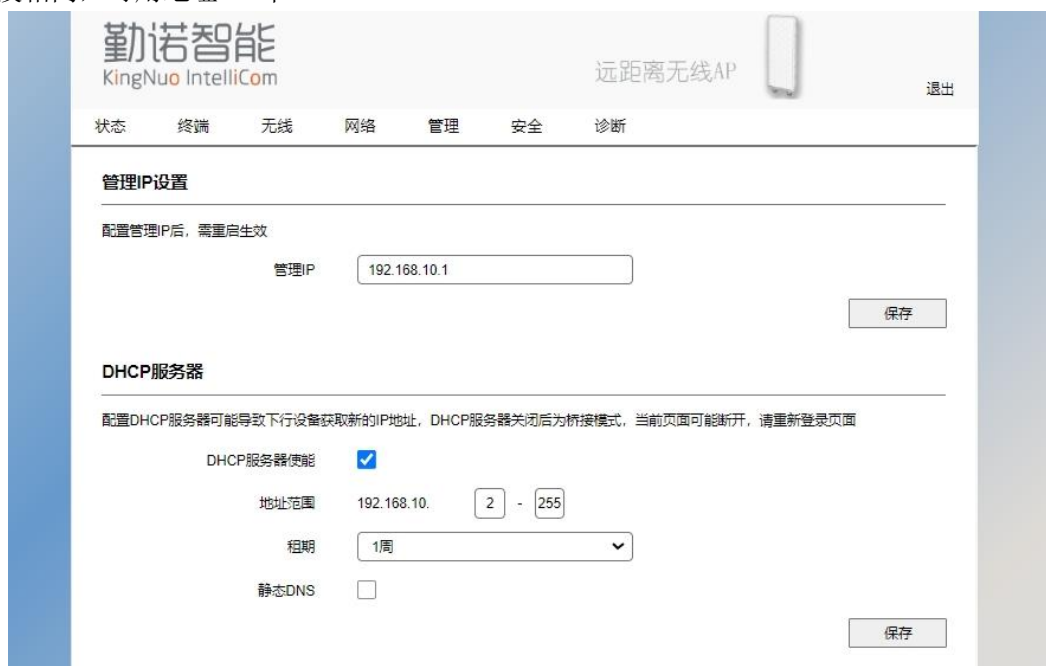 勤诺智能
KingNuo IntelliCom
远距离无线AP
退出
状态 终端 无线 网络 管理 安全 诊断
管理IP设置
配置管理IP后，需重启生效
管理IP 192.168.10.1
保存
DHCP服务器
配置DHCP服务器可能导致下行设备获取新的IP地址，DHCP服务器关闭后为桥接模式，当前页面可能断开，请重新登录页面
DHCP服务器使能
地址范围 192.168.10. 2 - 255
租期 1周
静态DNS
保存